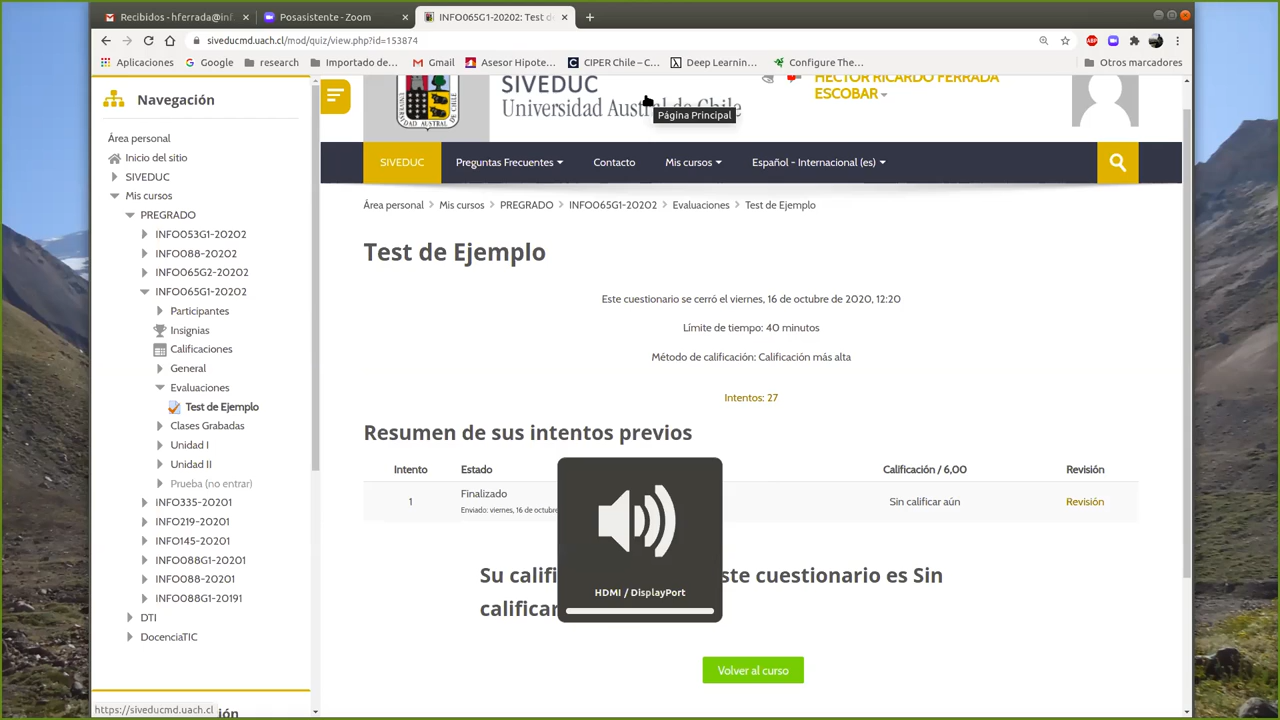 Recibidos - hferrada@inf
Posasistente - Zoom
INFO065G1-20202: Test d
siveducmd.uach.cl/mod/quiz/view.php?id=153874
Aplicaciones
Google
research
Importado de...
Gmail
Asesor Hipote...
CIPER Chile – C...
Deep Learnin...
Configure The...
Otros marcadores
Navegación
Área personal
Inicio del sitio
SIVEDUC
Mis cursos
PREGRADO
INFO053G1-20202
INFO088-20202
INFO065G2-20202
INFO065G1-20202
Participantes
Insignias
Calificaciones
General
Evaluaciones
Test de Ejemplo
Clases Grabadas
Unidad I
Unidad II
Prueba (no entrar)
INFO335-20201
INFO219-20201
INFO145-20201
INFO088G1-20201
INFO088-20201
INFO088G1-20191
DTI
DocenciaTIC
https://siveducmd.uach.cl
ión
SIVEDUC
Universidad Austral de Chile
Página Principal
HECTOR RICARDO FERRADA
ESCOBAR
SIVEDUC
Preguntas Frecuentes
Contacto
Mis cursos
Español - Internacional (es)
Área personal
Mis cursos
PREGRADO
INFO065G1-20202
Evaluaciones
Test de Ejemplo
Test de Ejemplo
Este cuestionario se cerró el viernes, 16 de octubre de 2020, 12:20
Límite de tiempo: 40 minutos
Método de calificación: Calificación más alta
Intentos: 27
Resumen de sus intentos previos
Intento Estado Calificación / 6,00 Revisión
1 Finalizado Sin calificar aún Revisión
Enviado: viernes, 16 de octubre
HDMI / DisplayPort
Su califi ste cuestionario es Sin
calificar
Volver al curso